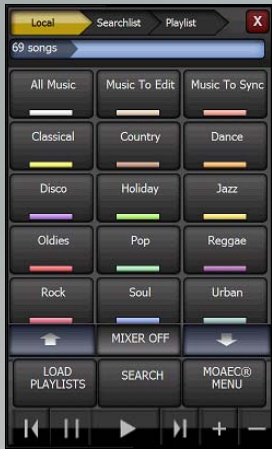 Local Searchlist Playlist X
69 songs
All Music Music To Edit Music To Sync
Classical Country Dance
Disco Holiday Jazz
Oldies Pop Reggae
Rock Soul Urban
MIXER OFF
LOAD PLAYLISTS SEARCH MOAEC® MENU